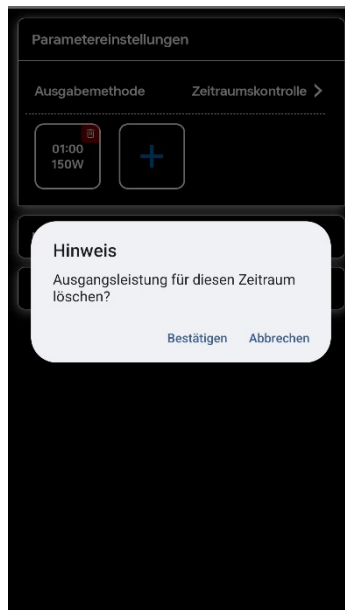 Parametereinstellungen
Ausgabemethode Zeitraumskontrolle >
01:00
150W
+
Hinweis
Ausgangsleistung für diesen Zeitraum
löschen?
Bestätigen Abbrechen